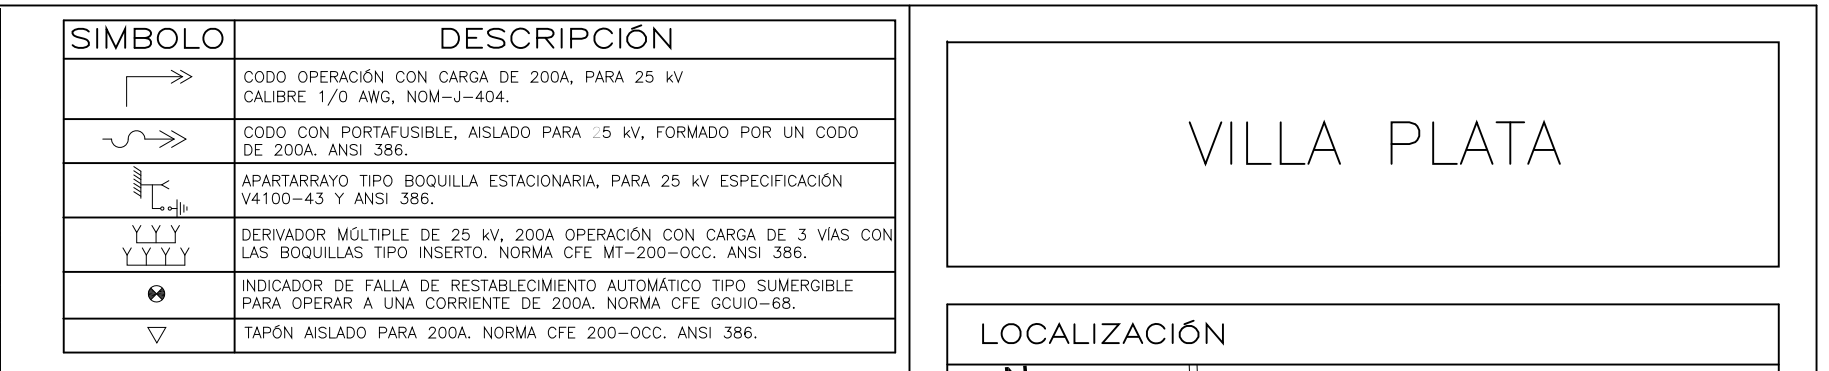 SIMBOLO DESCRIPCIÓN
CODO OPERACIÓN CON CARGA DE 200A, PARA 25 kV
CALIBRE 1/0 AWG, NOM-J-404.
CODO CON PORTAFUSIBLE, AISLADO PARA 25 kV, FORMADO POR UN CODO
DE 200A. ANSI 386.
APARTARRAYO TIPO BOQUILLA ESTACIONARIA, PARA 25 kV ESPECIFICACIÓN
V4100-43 Y ANSI 386.
DERIVADOR MÚLTIPLE DE 25 kV, 200A OPERACIÓN CON CARGA DE 3 VÍAS CON
LAS BOQUILLAS TIPO INSERTO. NORMA CFE MT-200-OCC. ANSI 386.
INDICADOR DE FALLA DE RESTABLECIMIENTO AUTOMÁTICO TIPO SUMERGIBLE
PARA OPERAR A UNA CORRIENTE DE 200A. NORMA CFE GCUIO-68.
TAPÓN AISLADO PARA 200A. NORMA CFE 200-OCC. ANSI 386.
VILLA PLATA
LOCALIZACIÓN